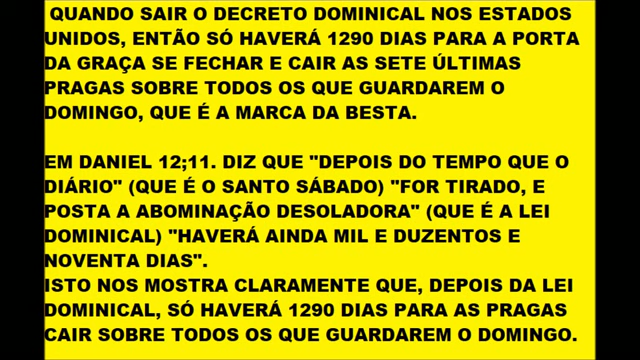 QUANDO SAIR O DECRETO DOMINICAL NOS ESTADOS
UNIDOS, ENTÃO SÓ HAVERÁ 1290 DIAS PARA A PORTA
DA GRAÇA SE FECHAR E CAIR AS SETE ÚLTIMAS
PRAGAS SOBRE TODOS OS QUE GUARDAREM O
DOMINGO, QUE É A MARCA DA BESTA.
EM DANIEL 12;11. DIZ QUE "DEPOIS DO TEMPO QUE O
DIÁRIO" (QUE É O SANTO SÁBADO) "FOR TIRADO, E
POSTA A ABOMINAÇÃO DESOLADORA" (QUE É A LEI
DOMINICAL) "HAVERÁ AINDA MIL E DUZENTOS E
NOVENTA DIAS".
ISTO NOS MOSTRA CLARAMENTE QUE, DEPOIS DA LEI
DOMINICAL, SÓ HAVERÁ 1290 DIAS PARA AS PRAGAS
CAIR SOBRE TODOS OS QUE GUARDAREM O DOMINGO.